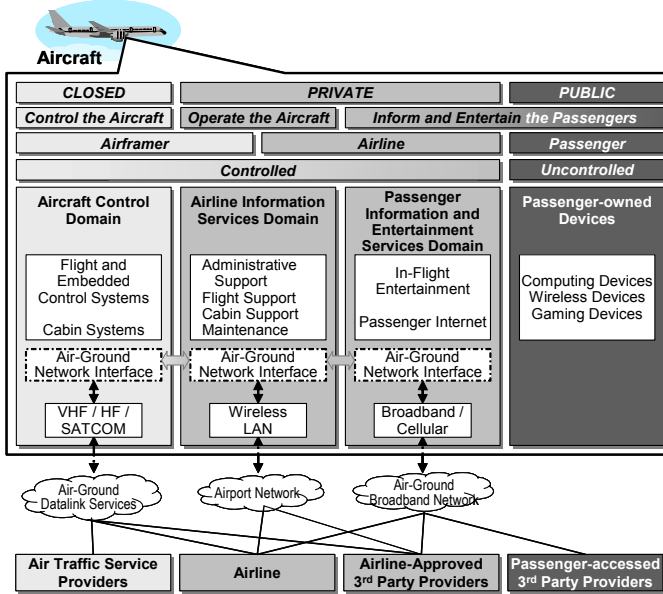 Aircraft
CLOSED
PRIVATE
PUBLIC
Control the Aircraft
Operate the Aircraft
Inform and Entertain the Passengers
Airframer
Airline
Passenger
Controlled
Uncontrolled
Aircraft Control
Domain
Flight and
Embedded
Control Systems
Cabin Systems
Air-Ground
Network Interface
VHF / HF /
SATCOM
Airline Information
Services Domain
Administrative
Support
Flight Support
Cabin Support
Maintenance
Air-Ground
Network Interface
Wireless
LAN
Passenger
Information and
Entertainment
Services Domain
In-Flight
Entertainment
Passenger Internet
Air-Ground
Network Interface
Broadband /
Cellular
Passenger-owned
Devices
Computing Devices
Wireless Devices
Gaming Devices
Air-Ground
Datalink Services
Airport Network
Air-Ground
Broadband Network
Air Traffic Service
Providers
Airline
Airline-Approved
3rd Party Providers
Passenger-accessed
3rd Party Providers